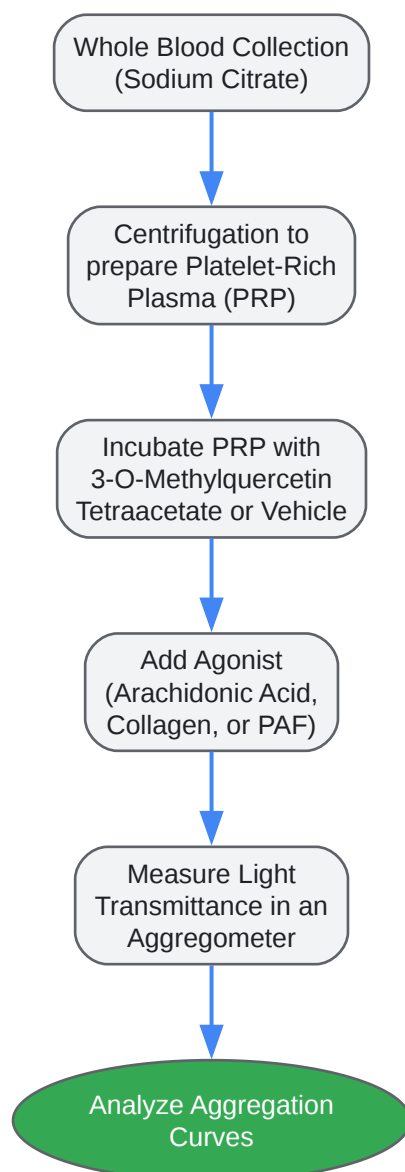 Whole Blood Collection
(Sodium Citrate)
Centrifugation to
prepare Platelet-Rich
Plasma (PRP)
Incubate PRP with
3-O-Methylquercetin
Tetraacetate or Vehicle
Add Agonist
(Arachidonic Acid,
Collagen, or PAF)
Measure Light
Transmittance in an
Aggregometer
Analyze Aggregation
Curves